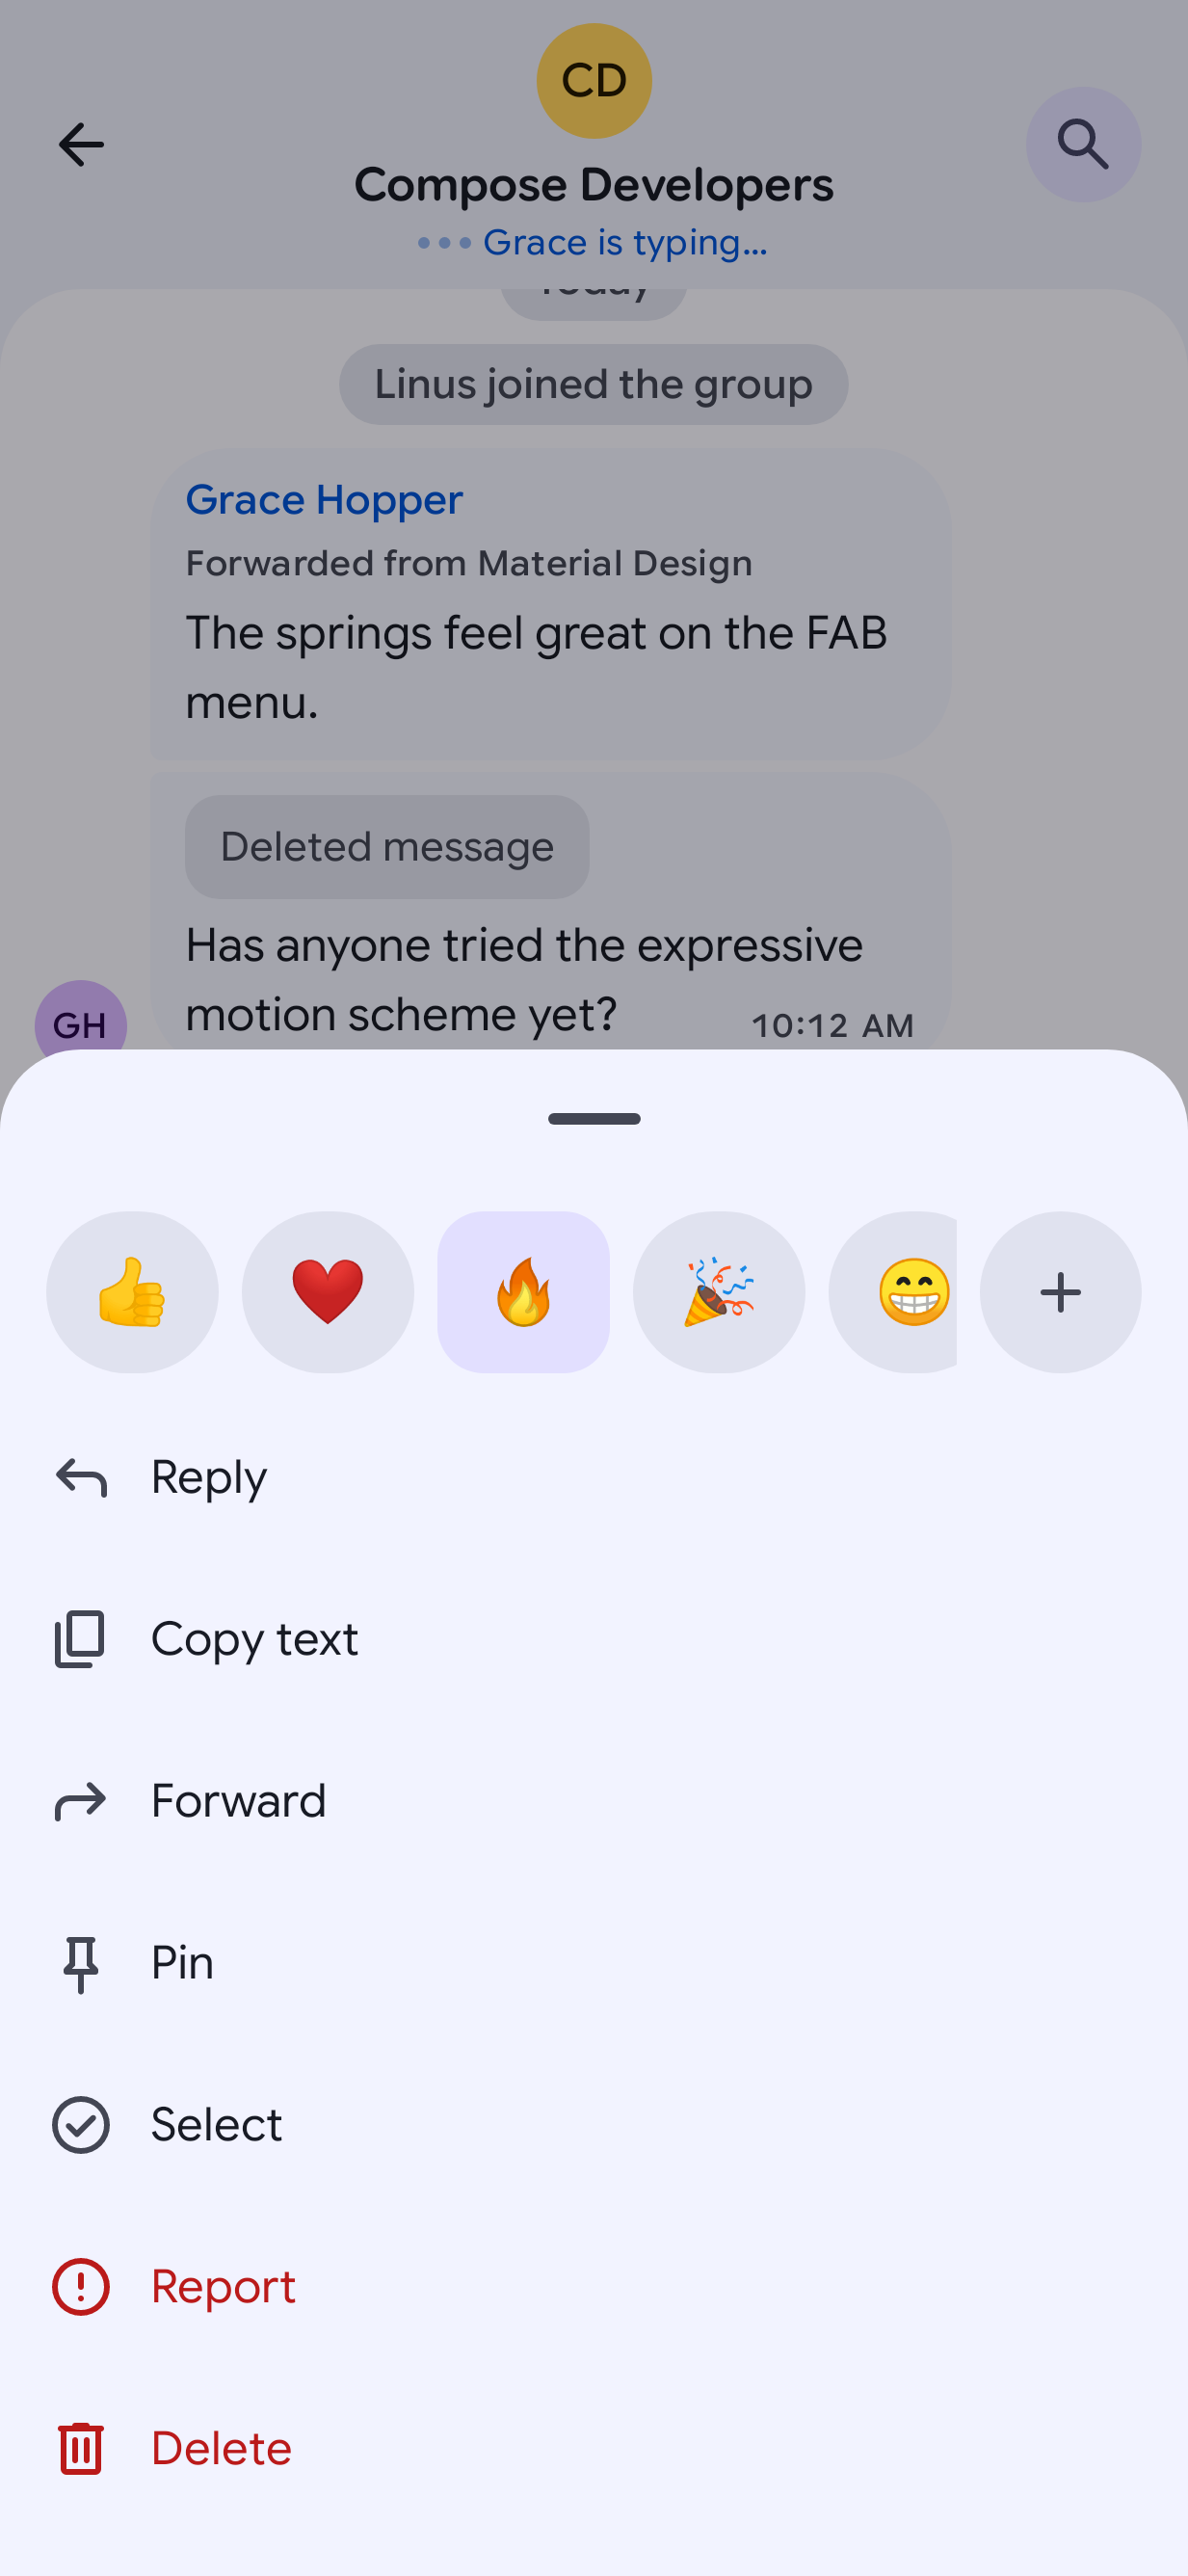 CD
Compose Developers
Grace is typing...
Today
Linus joined the group
Grace Hopper
Forwarded from Material Design
The springs feel great on the FAB
menu.
Deleted message
Has anyone tried the expressive
motion scheme yet?
10:12 AM
GH
Reply
Copy text
Forward
Pin
Select
Report
Delete